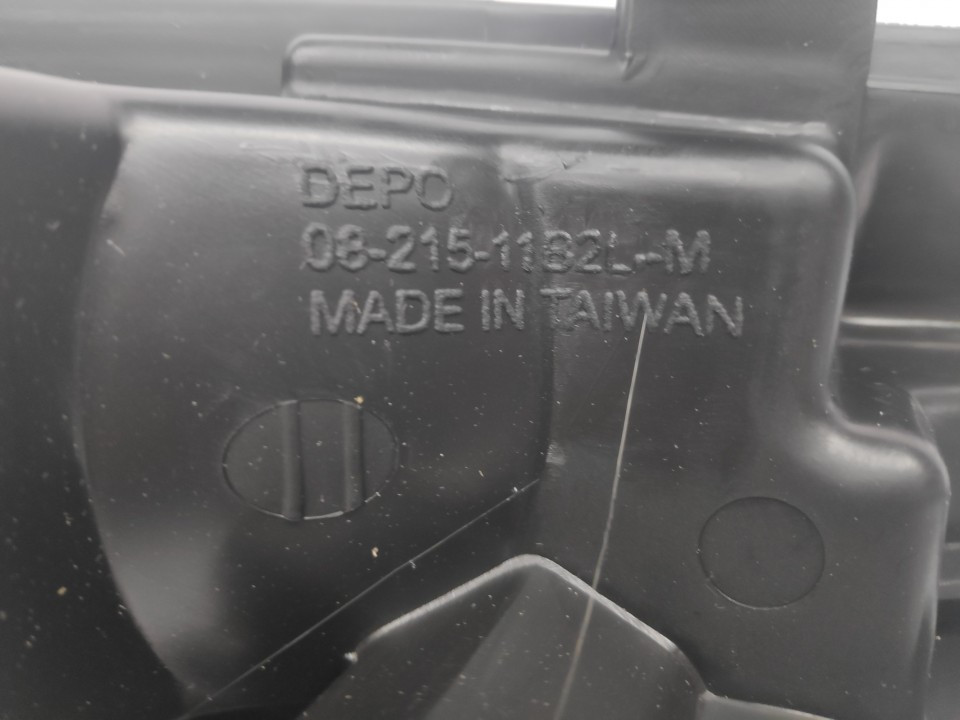 DEPO
08-215-1182L-M
MADE IN TAIWAN